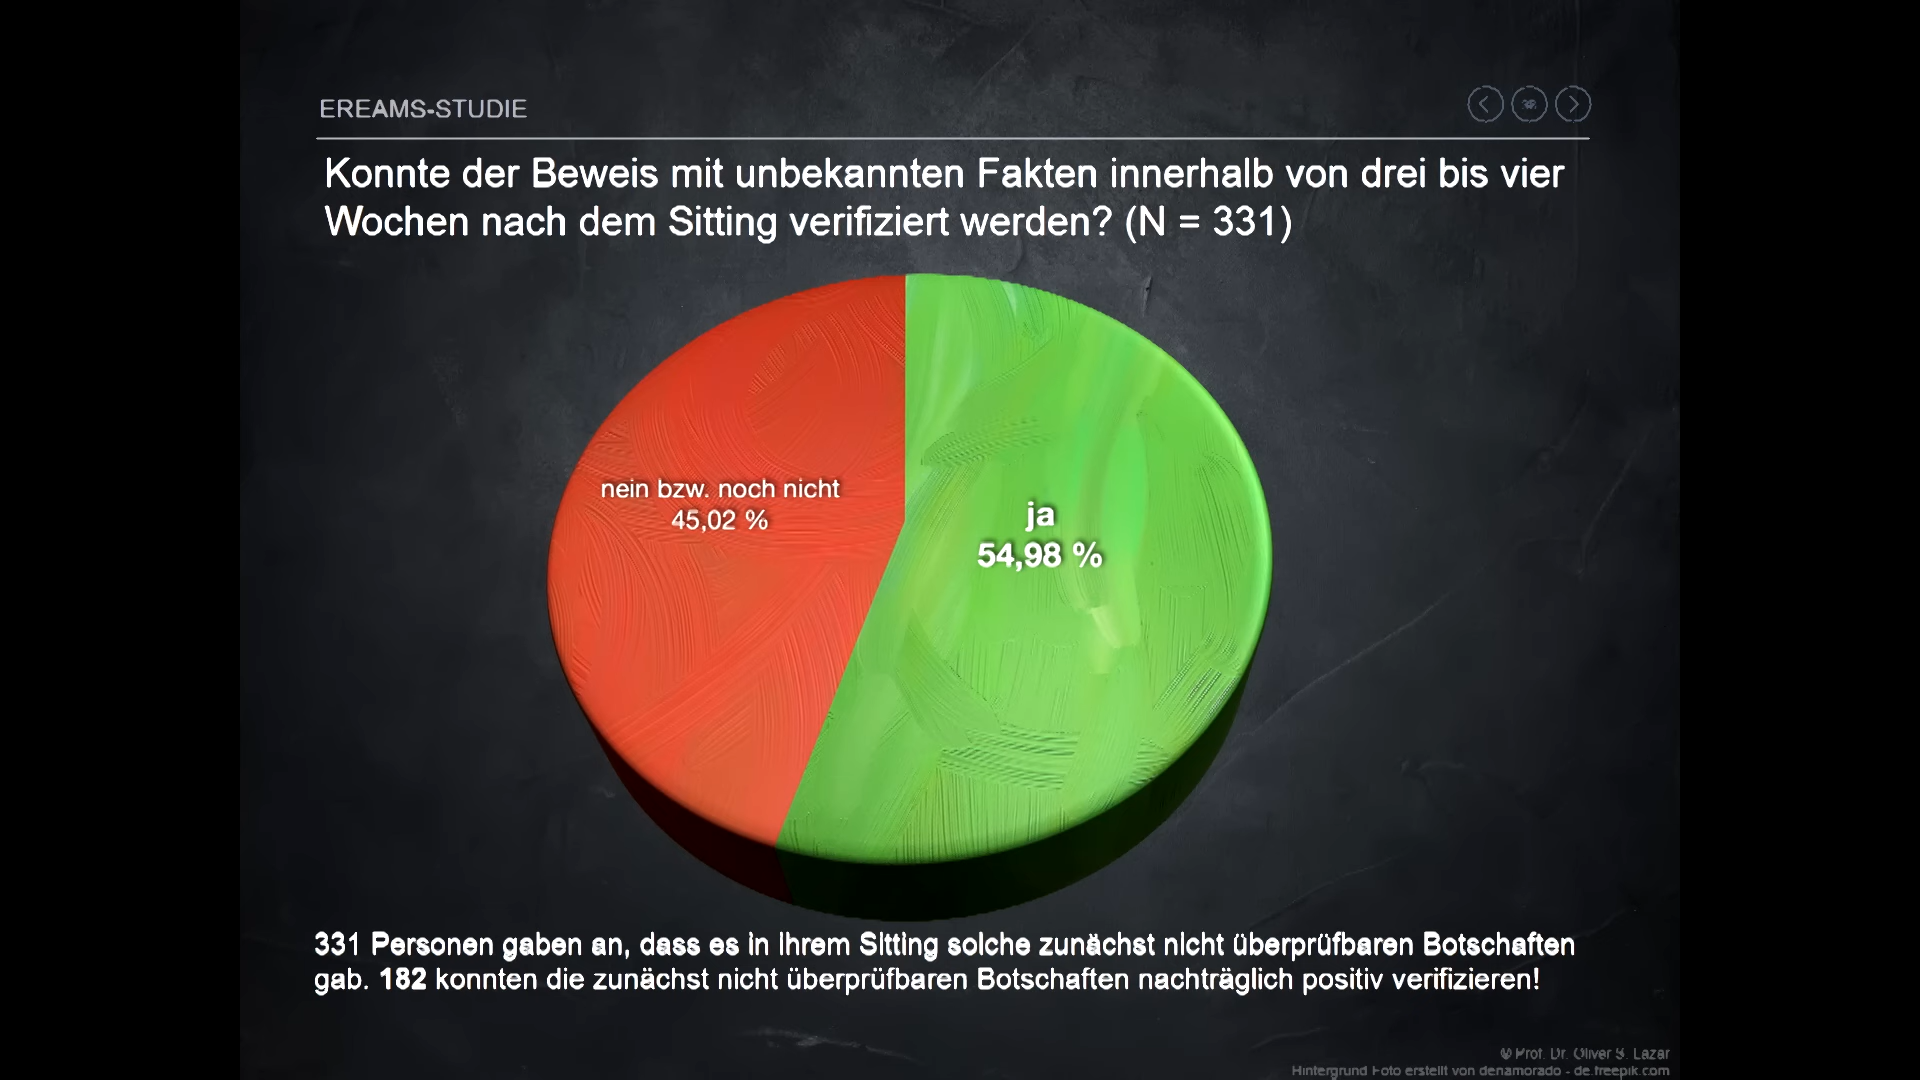 EREAMS-STUDIE
Konnte der Beweis mit unbekannten Fakten innerhalb von drei bis vier
Wochen nach dem Sitting verifiziert werden? (N = 331)
nein bzw. noch nicht
45,02 %
ja
54,98 %
331 Personen gaben an, dass es in ihrem Sitting solche zunächst nicht überprüfbaren Botschaften
gab. 182 konnten die zunächst nicht überprüfbaren Botschaften nachträglich positiv verifizieren!
© Prof. Dr. Oliver S. Lazar
Hintergrund Foto erstellt von denamorado - de.freepik.com